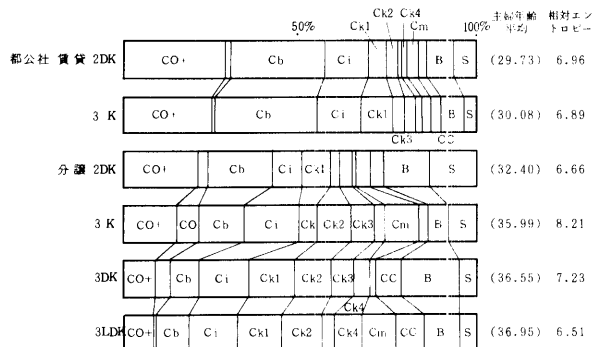 50% Ck1 Ck2 Ck4 Cm 100% 主婦年齢平均 相対エントロピー
都公社 賃貸 2DK CO+ Cb Ci B S (29.73) 6.96
3K CO+ Cb Ci Ck1 B S (30.08) 6.89
Ck3 CC
分譲 2DK CO+ Cb Ci Ck1 B S (32.40) 6.66
3K CO+ CO Cb Ci Ck Ck2 Ck3 Cm B S (35.99) 8.21
3DK CO+ Cb Ci Ck1 Ck2 Ck3 CC B S (36.55) 7.23
Ck4
3LDK CO+ Cb Ci Ck1 Ck2 Ck4 Cm CC B S (36.95) 6.51